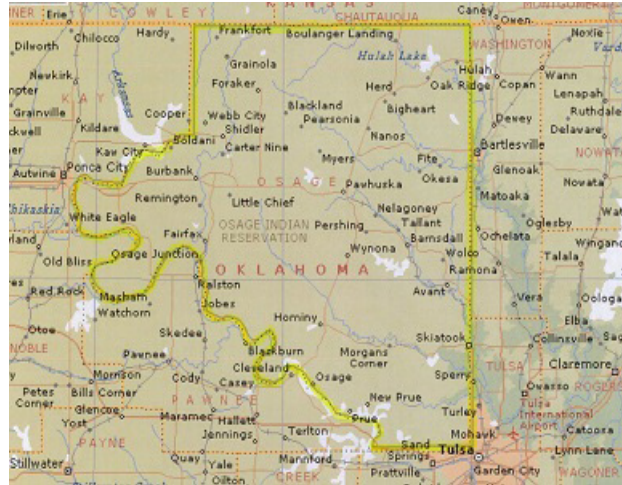 KANSAS
NER
Erie
COWLEY
CHAUTAUQUA
Caney
MONTGOMERY
Owen
Dilworth
Chilocco
Hardy
Frankfort
Boulanger Landing
WASHINGTON
Noxie
Hulah Lake
Newkirk
Arkansas
Grainola
Foraker
Herd
Hulah
Oak Ridge
Copan
Wann
KAY
Lenapah
Grainville
Cooper
Webb City
Blackland
Bigheart
Ruthdale
Kildare
Shidler
Pearsonia
Dewey
Delaware
Kaw City
Soldani
Carter Nine
Nanos
Bartlesville
Autwine
Ponca City
Burbank
Myers
Fite
Okesa
Glenoak
NOWATA
OSAGE
Nowata
Remington
Little Chief
Pawhuska
Matoaka
Chikaskia
White Eagle
Nelagoney
OSAGE INDIAN
RESERVATION
Pershing
Tallant
Oglesby
Old Bliss
Osage Junction
Fairfax
Barnsdall
Ochelata
Wynona
Wolco
Talala
OKLAHOMA
Ramona
Red Rock
Masham
Ralston
Avant
Vera
Watchorn
Jobes
Hominy
Elba
Otoe
Skedee
Skiatook
Collinsville
NOBLE
Pawnee
Blackburn
Morgans
Corner
Claremore
Cleveland
TULSA
Morrison
Cody
Casey
Osage
Sperry
Petes
Corner
Bills Corner
PAWNEE
Owasso
ROGERS
Glencoe
Maramec
Hallett
New Prue
Turley
Tulsa
International
Airport
Yost
Jennings
Prue
Catoosa
PAYNE
Terlton
Mohawk
Quay
Sand
Springs
Tulsa
Lynn Lane
Stillwater
Yale
Mannford
Prattville
Garden City
Oilton
CREEK
WAGONER